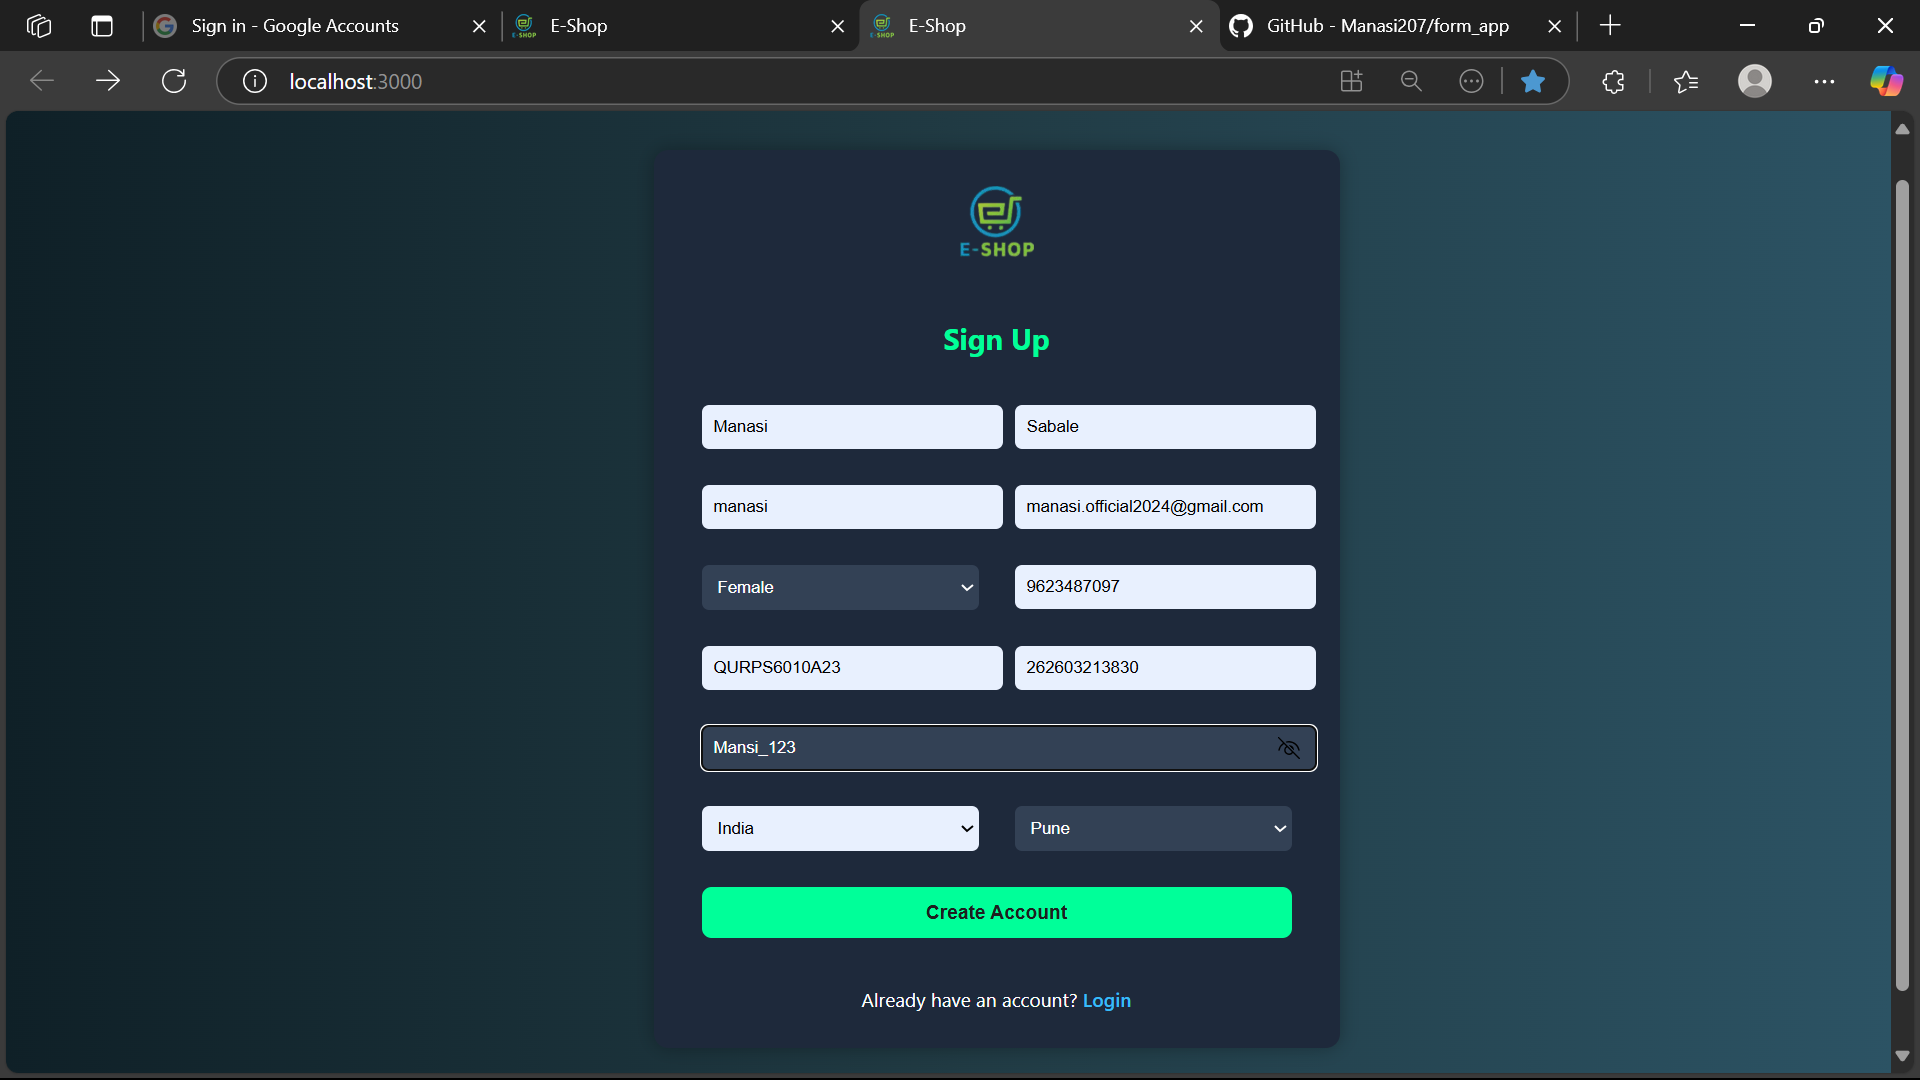 Sign in - Google Accounts
E-Shop
E-Shop
GitHub - Manasi207/form_app
localhost:3000
E-SHOP
Sign Up
Manasi
Sabale
manasi
manasi.official2024@gmail.com
Female
9623487097
QURPS6010A23
262603213830
Mansi_123
India
Pune
Create Account
Already have an account? Login